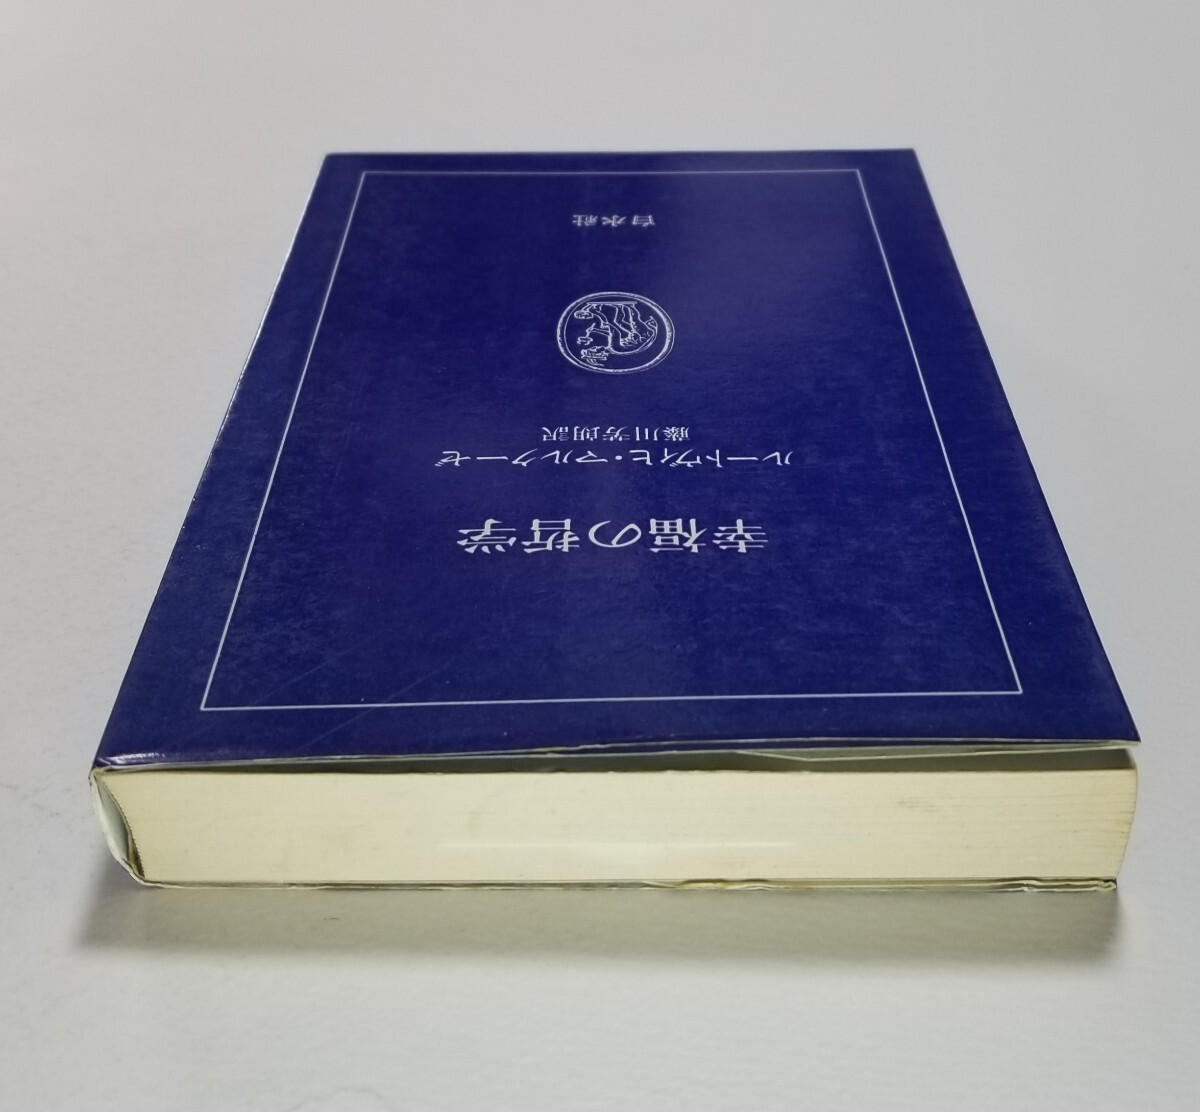 幸福の哲学
ルートヴィヒ・マルクーゼ
藤川芳朗訳
白水社